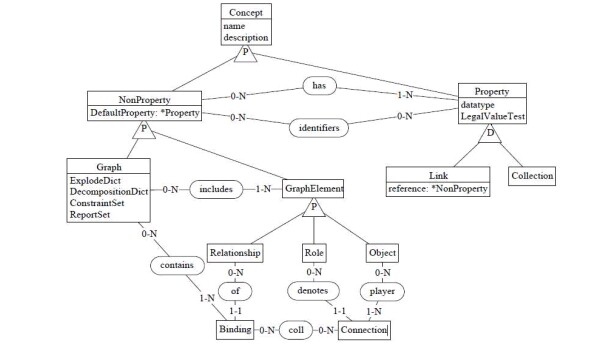 Concept
name
description
P
has
0-N
1-N
NonProperty
DefaultProperty: *Property
0-N
0-N
identifiers
Property
datatype
LegalValueTest
P
D
Graph
ExplodeDict
DecompositionDict
ConstraintSet
ReportSet
0-N
includes
1-N
GraphElement
P
Link
reference: *NonProperty
Collection
0-N
contains
1-N
Relationship
Role
Object
0-N
0-N
0-N
of
denotes
player
1-1
1-1
1-N
Binding
0-N
coll
0-N
Connection